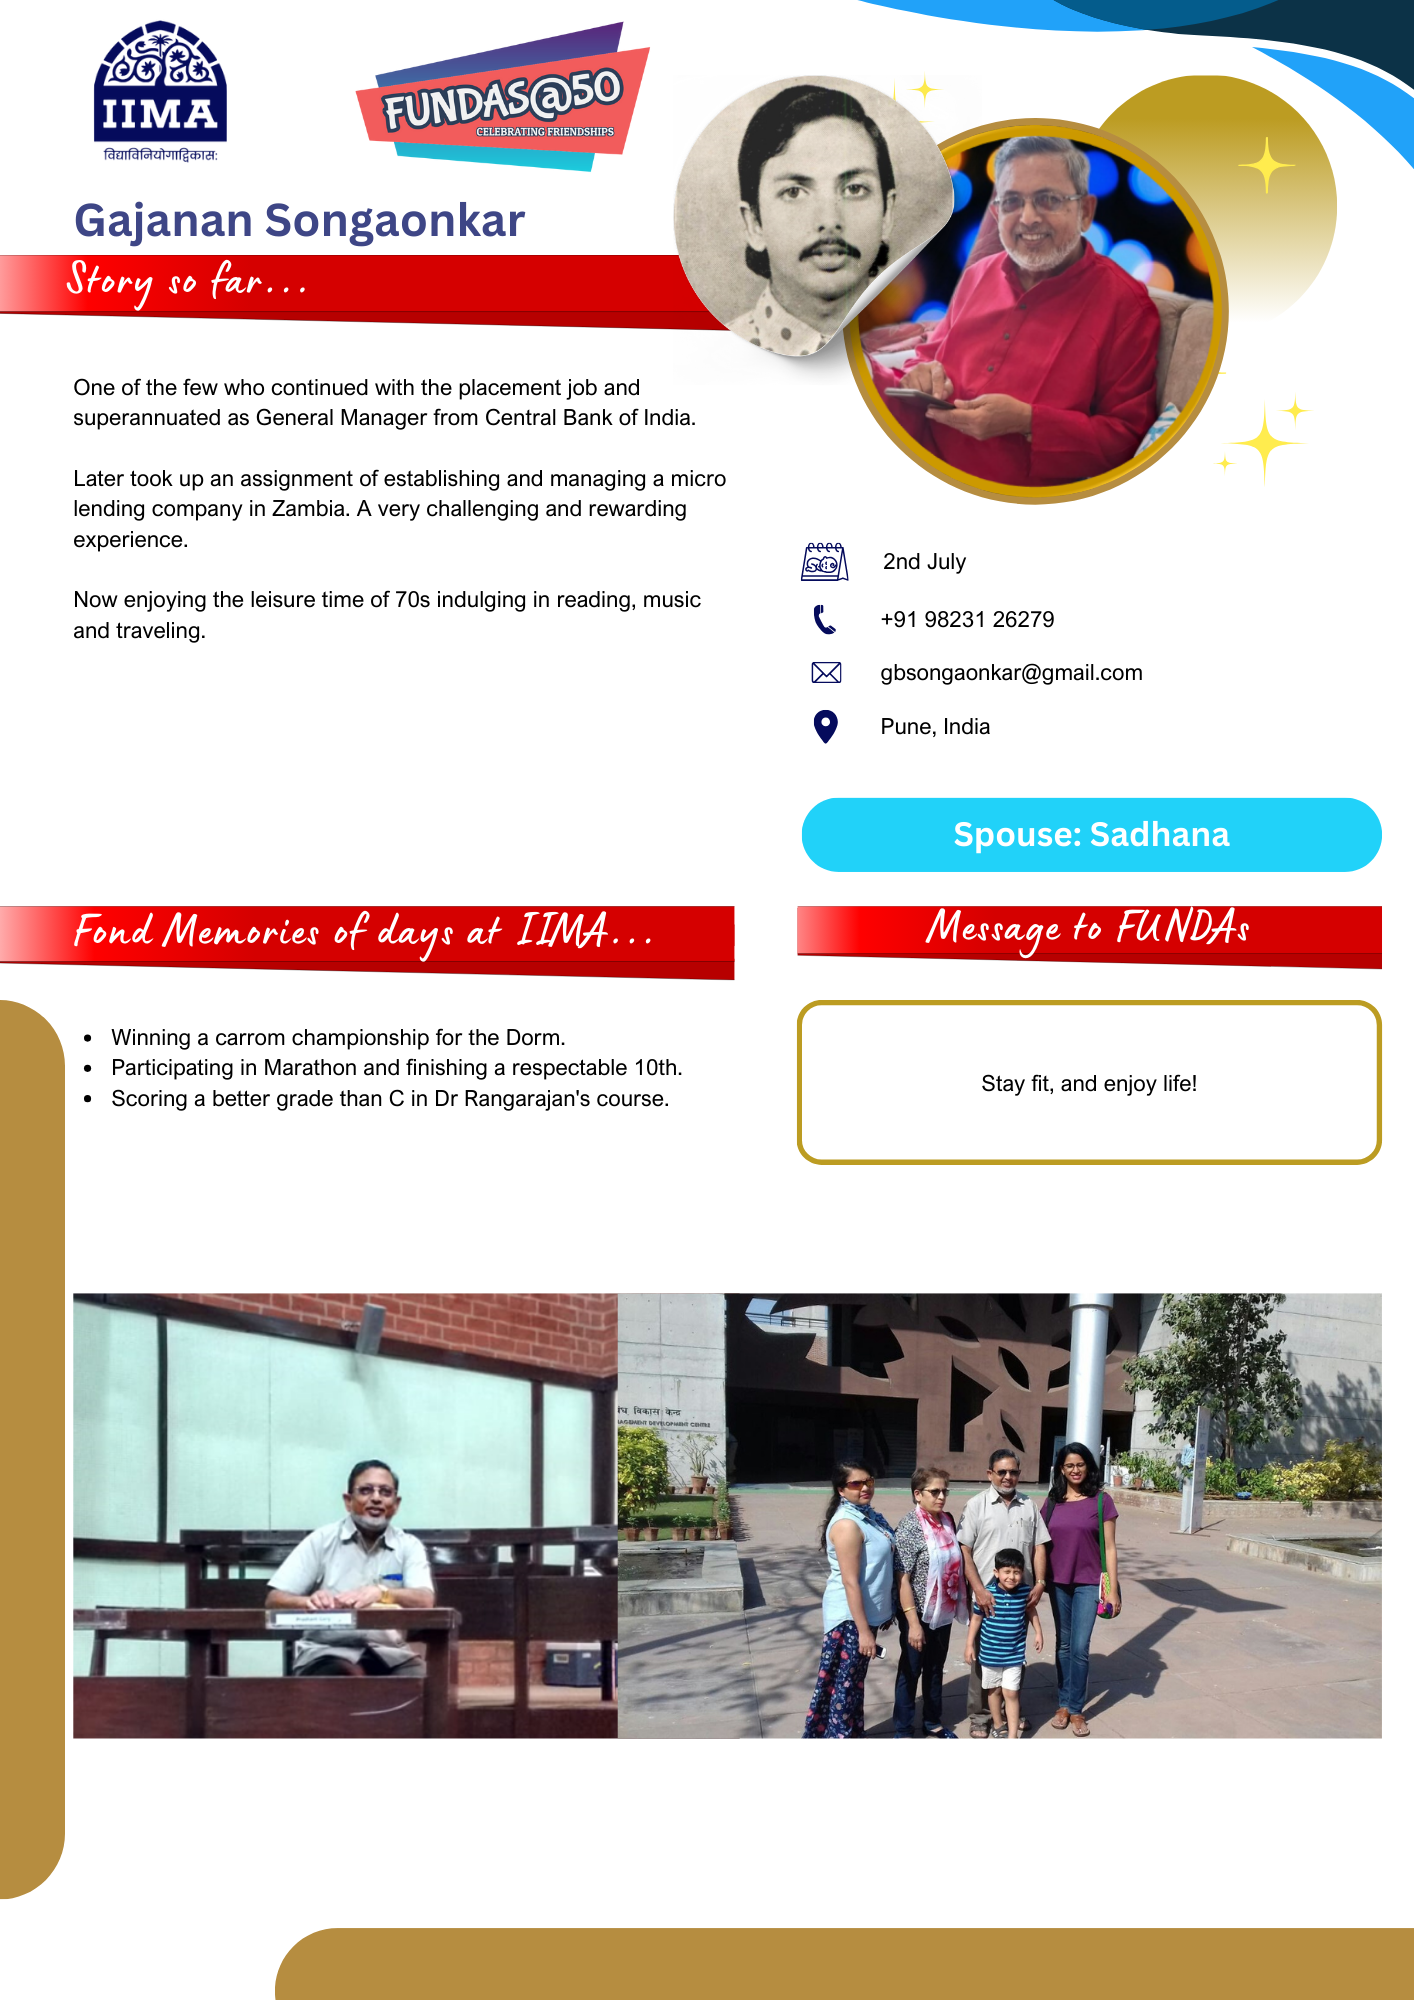 IIMA
विद्याविनियोगाद्विकास:
FUNDAS@50
CELEBRATING FRIENDSHIPS
Gajanan Songaonkar
Story so far...
One of the few who continued with the placement job and
superannuated as General Manager from Central Bank of India.
Later took up an assignment of establishing and managing a micro
lending company in Zambia. A very challenging and rewarding
experience.
Now enjoying the leisure time of 70s indulging in reading, music
and traveling.
2nd July
+91 98231 26279
gbsongaonkar@gmail.com
Pune, India
Spouse: Sadhana
Fond Memories of days at IIMA...
Winning a carrom championship for the Dorm.
Participating in Marathon and finishing a respectable 10th.
Scoring a better grade than C in Dr Rangarajan's course.
Message to FUNDAs
Stay fit, and enjoy life!
विकास केन्द्र
AGEMENT DEVELOPMENT CENTRE